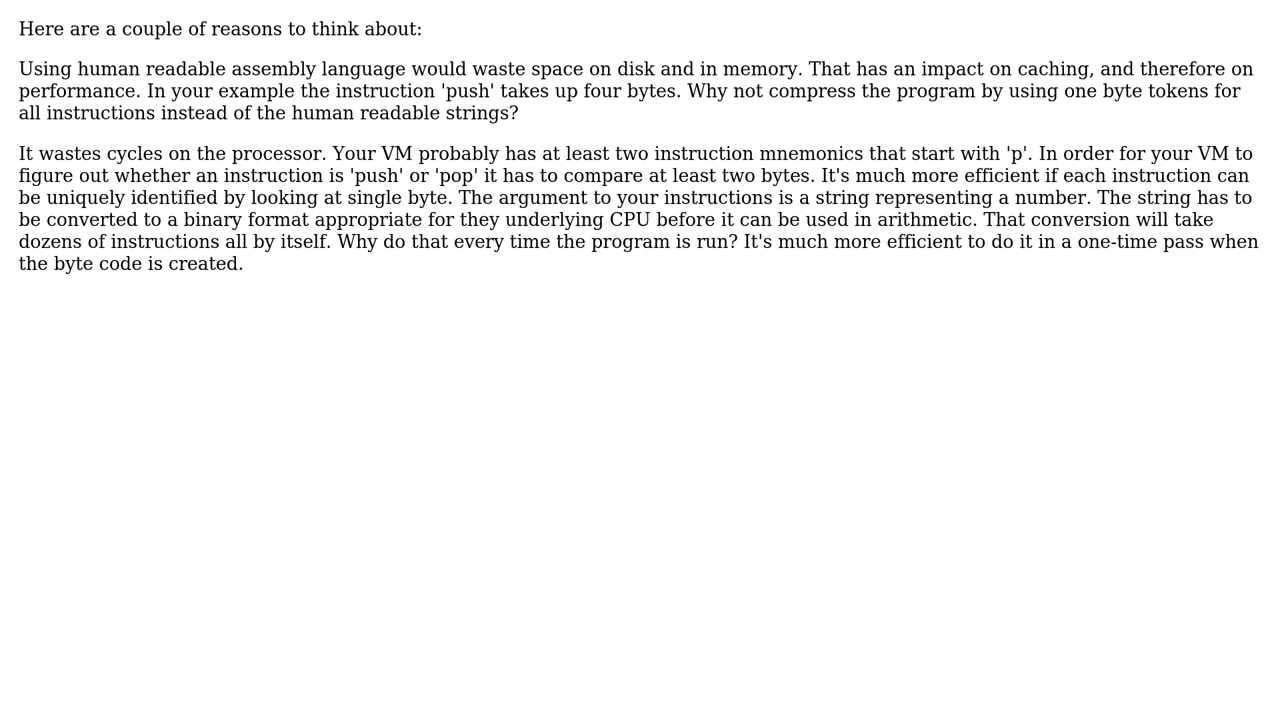 Here are a couple of reasons to think about:
Using human readable assembly language would waste space on disk and in memory. That has an impact on caching, and therefore on
performance. In your example the instruction 'push' takes up four bytes. Why not compress the program by using one byte tokens for
all instructions instead of the human readable strings?
It wastes cycles on the processor. Your VM probably has at least two instruction mnemonics that start with 'p'. In order for your VM to
figure out whether an instruction is 'push' or 'pop' it has to compare at least two bytes. It's much more efficient if each instruction can
be uniquely identified by looking at single byte. The argument to your instructions is a string representing a number. The string has to
be converted to a binary format appropriate for they underlying CPU before it can be used in arithmetic. That conversion will take
dozens of instructions all by itself. Why do that every time the program is run? It's much more efficient to do it in a one-time pass when
the byte code is created.